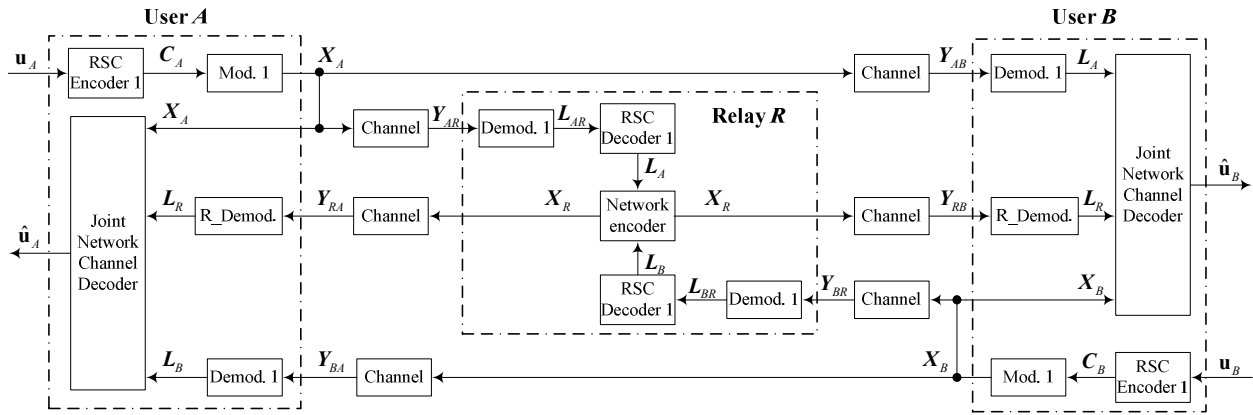 User A
User B
u_A
RSC
Encoder 1
C_A
Mod. 1
X_A
Channel
Y_AB
Demod. 1
L_A
Joint
Network
Channel
Decoder
û_B
X_A
Channel
Y_AR
Demod. 1
L_AR
RSC
Decoder 1
Relay R
L_A
Joint
Network
Channel
Decoder
û_A
L_R
R_Demod.
Y_RA
Channel
X_R
Network
encoder
X_R
Channel
Y_RB
R_Demod.
L_R
L_B
RSC
Decoder 1
L_BR
Demod. 1
Y_BR
Channel
X_B
L_B
Demod. 1
Y_BA
Channel
X_B
Mod. 1
C_B
RSC
Encoder 1
u_B